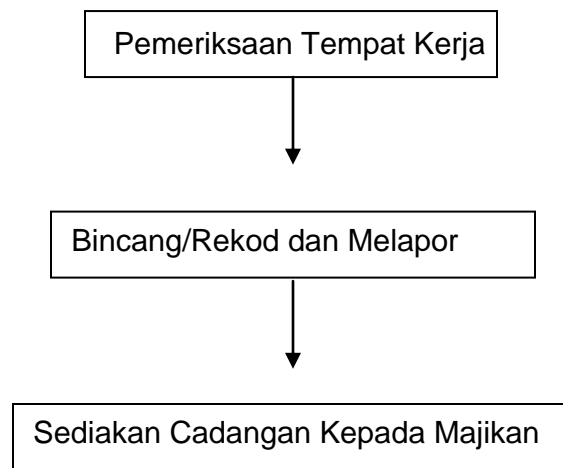 Pemeriksaan Tempat Kerja
Bincang/Rekod dan Melapor
Sediakan Cadangan Kepada Majikan